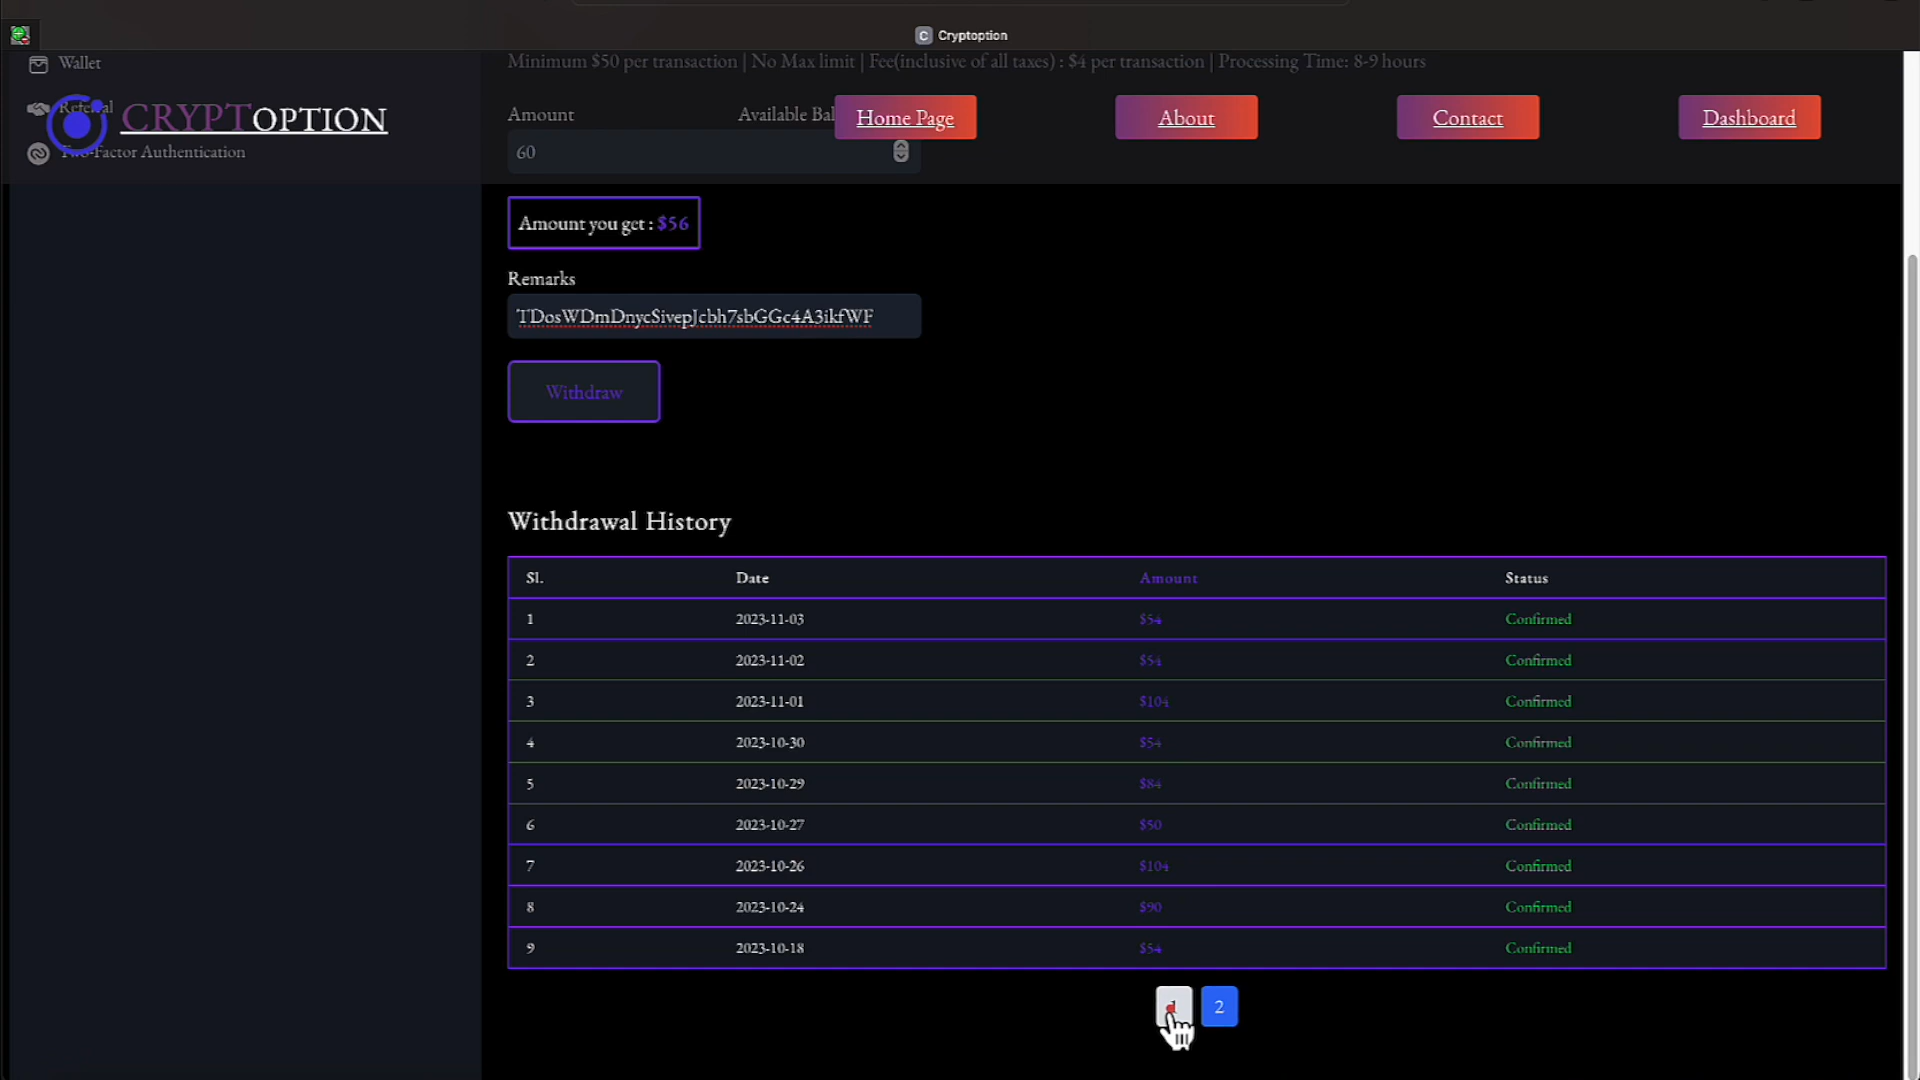 C Cryptoption
Wallet
Minimum $50 per transaction | No Max limit | Fee(inclusive of all taxes) : $4 per transaction | Processing Time: 8-9 hours
Referral
CRYPTOPTION
Two-Factor Authentication
Amount
Available Bal
Home Page
About
Contact
Dashboard
60
Amount you get : $56
Remarks
TDosWDmDnycSivepJcbh7sbGGc4A3ikfWF
Withdraw
Withdrawal History
Sl. Date Amount Status
1 2023-11-03 $54 Confirmed
2 2023-11-02 $54 Confirmed
3 2023-11-01 $104 Confirmed
4 2023-10-30 $54 Confirmed
5 2023-10-29 $84 Confirmed
6 2023-10-27 $50 Confirmed
7 2023-10-26 $104 Confirmed
8 2023-10-24 $90 Confirmed
9 2023-10-18 $54 Confirmed
1 2